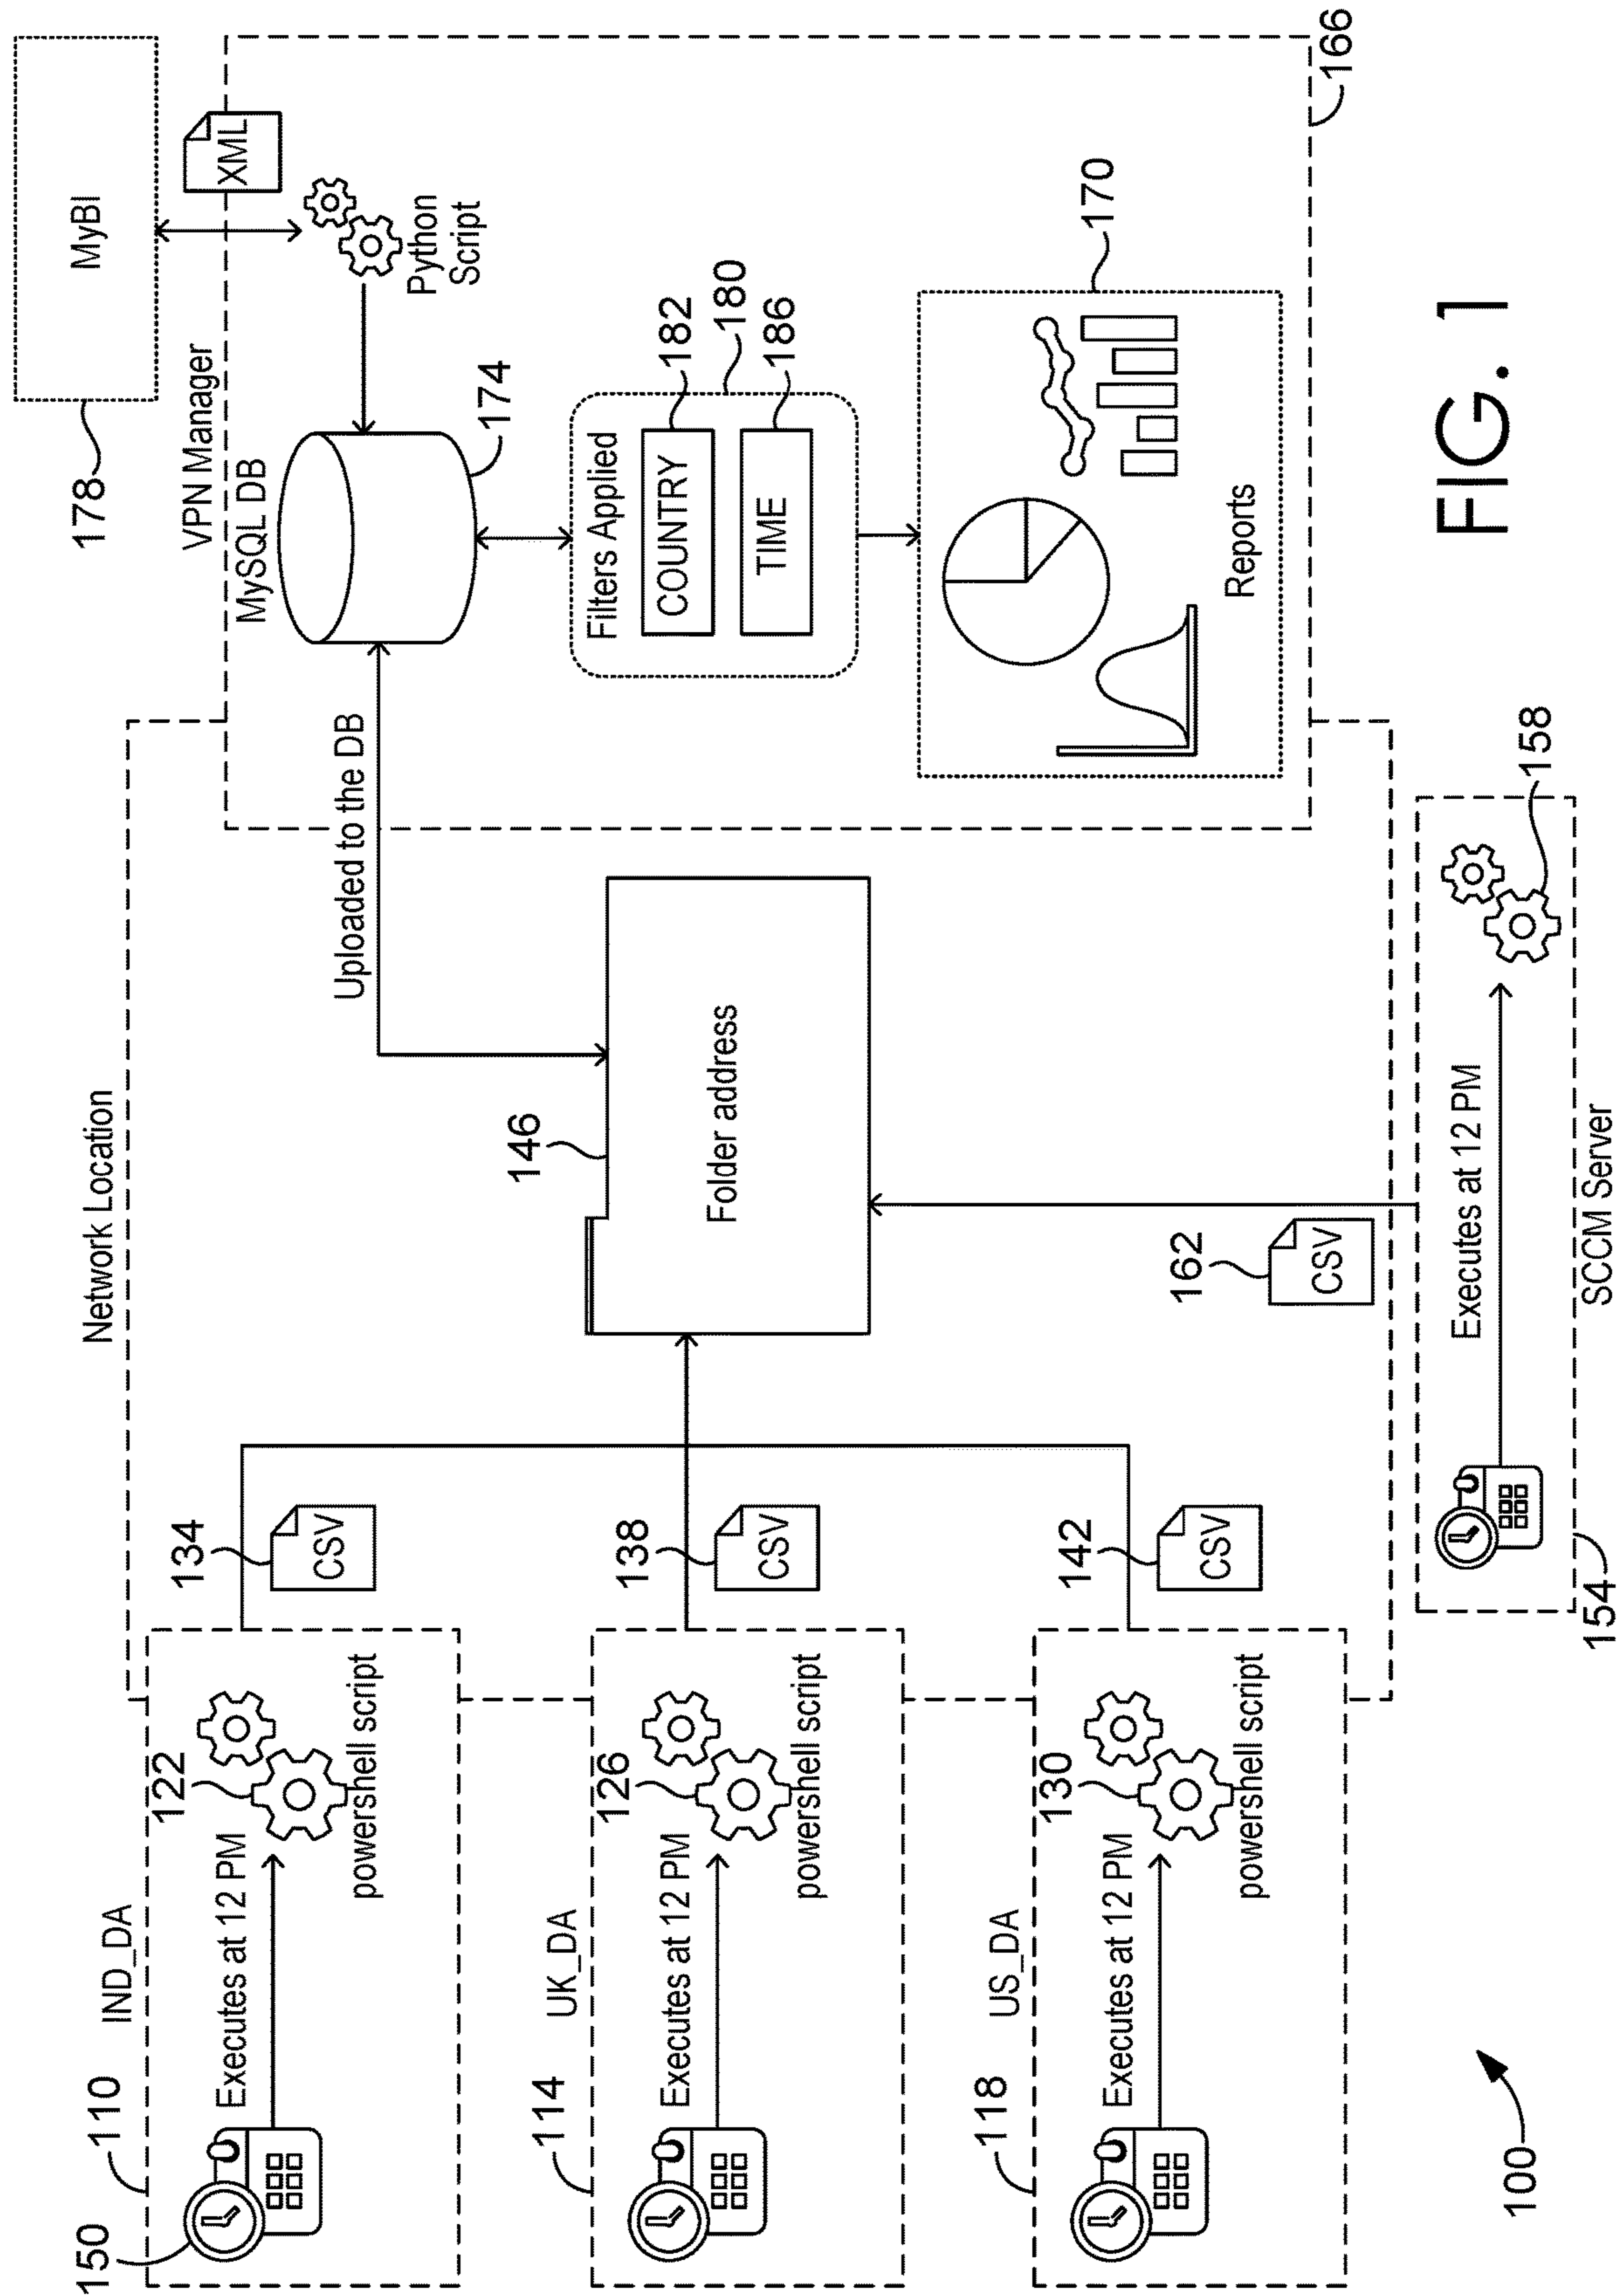 110
150
IND_DA
Executes at 12 PM
122
powershell script
134
CSV
114
UK_DA
Executes at 12 PM
126
powershell script
138
CSV
118
US_DA
Executes at 12 PM
130
powershell script
142
CSV
Network Location
146
Folder address
Uploaded to the DB
162
CSV
154
Executes at 12 PM
158
SCCM Server
178
MyBI
XML
VPN Manager
MySQL DB
174
Python
Script
Filters Applied
COUNTRY
TIME
182
180
186
170
Reports
166
100
FIG. 1